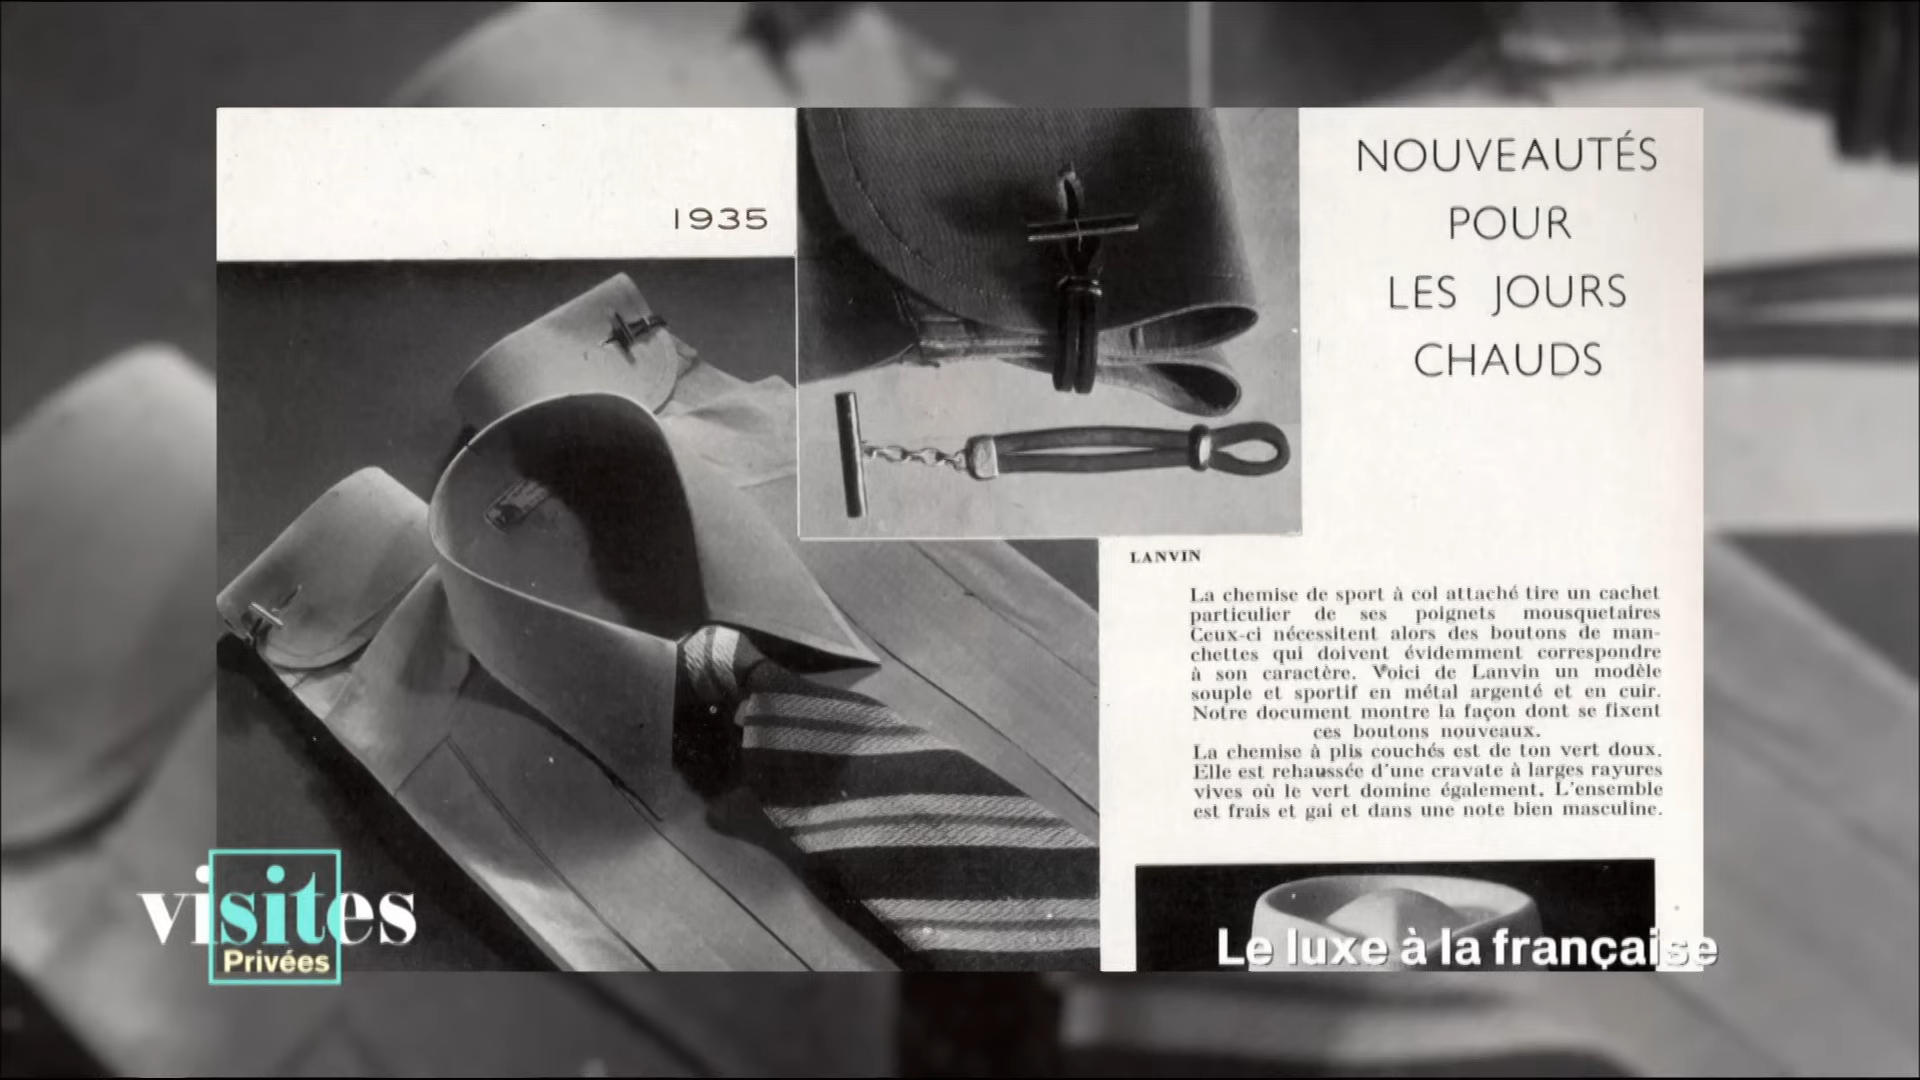 1935
NOUVEAUTÉS
POUR
LES JOURS
CHAUDS
LANVIN
La chemise de sport à col attaché tire un cachet
particulier de ses poignets mousquetaires
Ceux-ci nécessitent alors des boutons de man-
chettes qui doivent évidemment correspondre
à son caractère. Voici de Lanvin un modèle
souple et sportif en métal argenté et en cuir.
Notre document montre la façon dont se fixent
ces boutons nouveaux.
La chemise à plis couchés est de ton vert doux.
Elle est rehaussée d'une cravate à larges rayures
vives où le vert domine également. L'ensemble
est frais et gai et dans une note bien masculine.
visites
Privées
Le luxe à la française